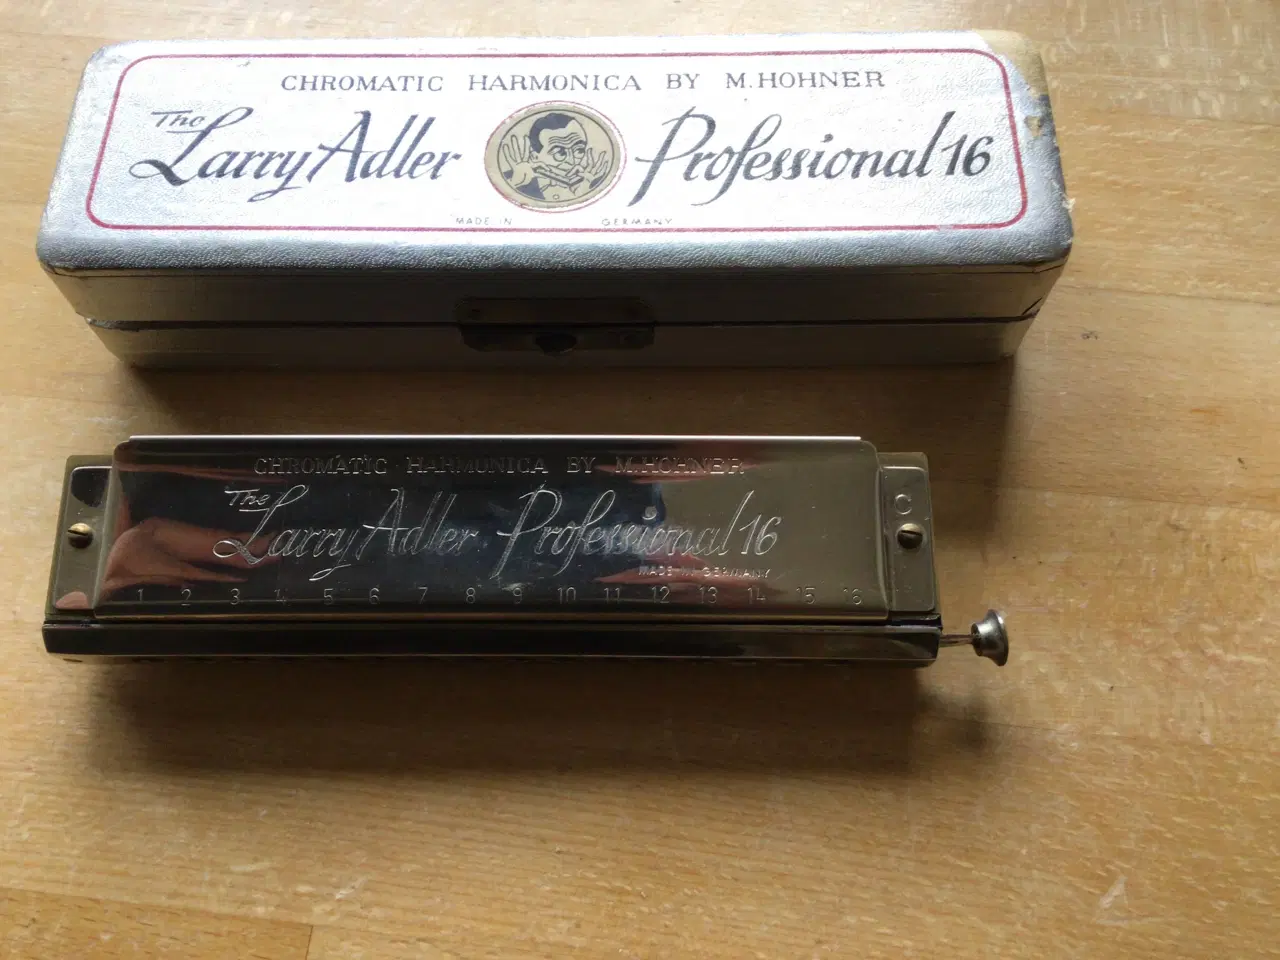 CHROMATIC HARMONICA BY M. HOHNER
The Larry Adler Professional 16
MADE IN GERMANY
CHROMATIC HARMONICA BY M. HOHNER
C
The Larry Adler Professional 16
MADE IN GERMANY
1 2 3 4 5 6 7 8 9 10 11 12 13 14 15 16